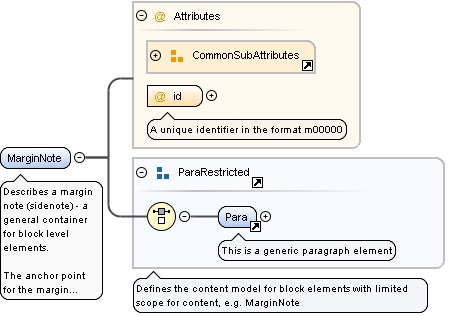 Attributes
CommonSubAttributes
id
A unique identifier in the format m00000
MarginNote
Describes a margin
note (sidenote) - a
general container
for block level
elements.
The anchor point
for the margin...
ParaRestricted
Para
This is a generic paragraph element
Defines the content model for block elements with limited
scope for content, e.g. MarginNote